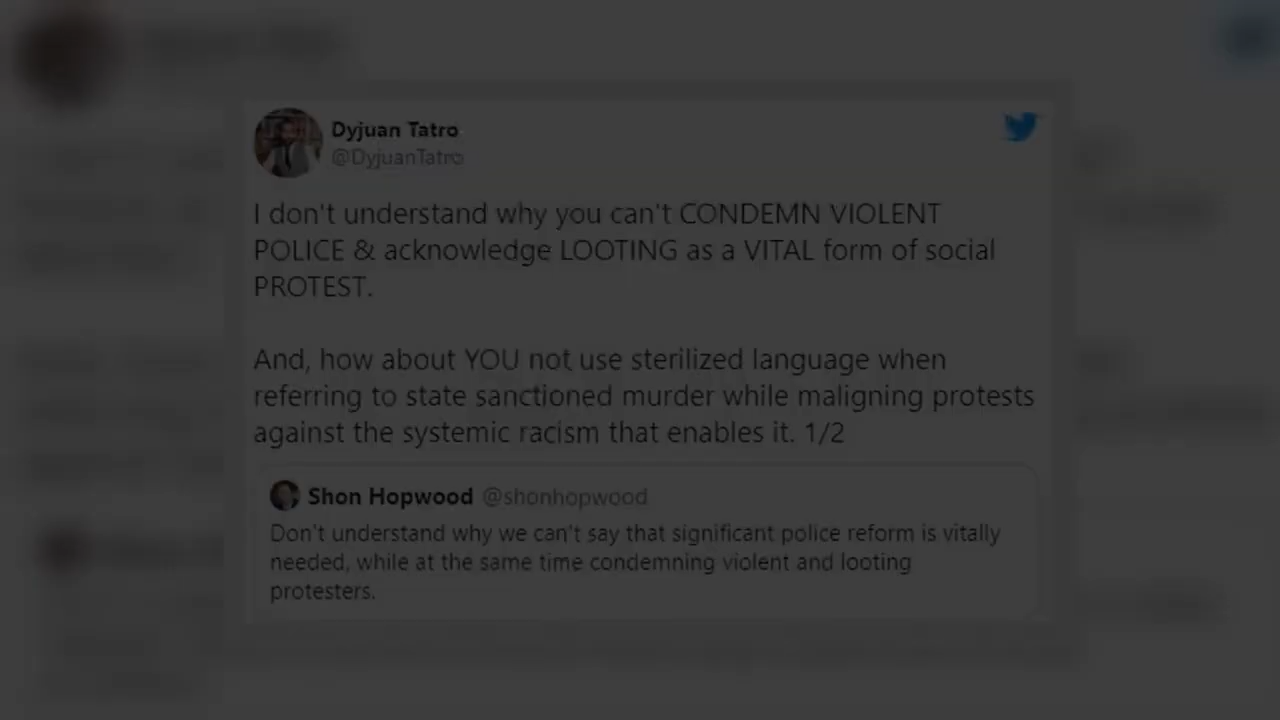 Dyjuan Tatro
@DyjuanTatro
I don't understand why you can't CONDEMN VIOLENT
POLICE & acknowledge LOOTING as a VITAL form of social
PROTEST.
And, how about YOU not use sterilized language when
referring to state sanctioned murder while maligning protests
against the systemic racism that enables it. 1/2
Shon Hopwood @shonhopwood
Don't understand why we can't say that significant police reform is vitally
needed, while at the same time condemning violent and looting
protesters.